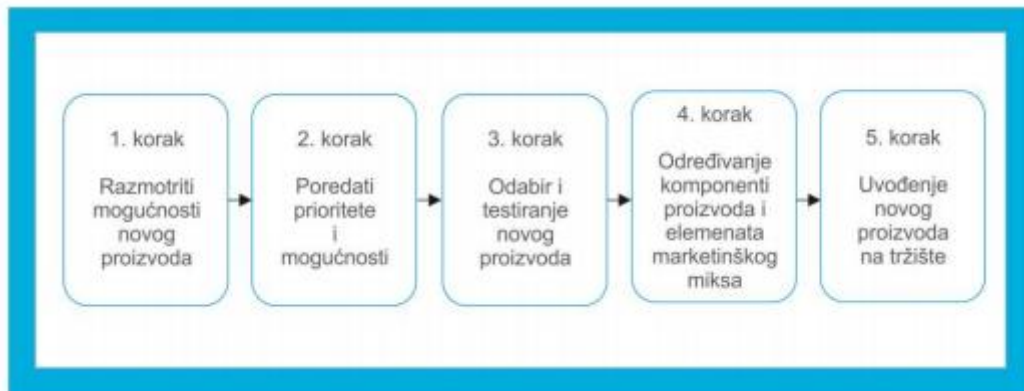 1. korak
Razmotriti
mogućnosti
novog
proizvoda
2. korak
Poredati
prioritete
i
mogućnosti
3. korak
Odabir i
testiranje
novog
proizvoda
4. korak
Određivanje
komponenti
proizvoda i
elemenata
marketinškog
miksa
5. korak
Uvođenje
novog
proizvoda
na tržište